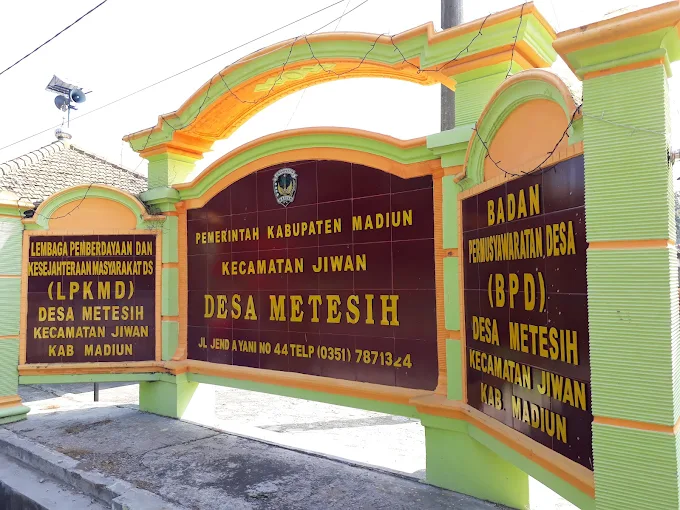 LEMBAGA PEMBERDAYAAN DAN
KESEJAHTERAAN MASYARAKAT DS
(LPKMD)
DESA METESIH
KECAMATAN JIWAN
KAB MADIUN
PEMERINTAH KABUPATEN MADIUN
KECAMATAN JIWAN
DESA METESIH
JL JEND A YANI NO 44 TELP (0351) 7871324
BADAN
PERMUSYAWARATAN DESA
(BPD)
DESA METESIH
KECAMATAN JIWAN
KAB. MADIUN